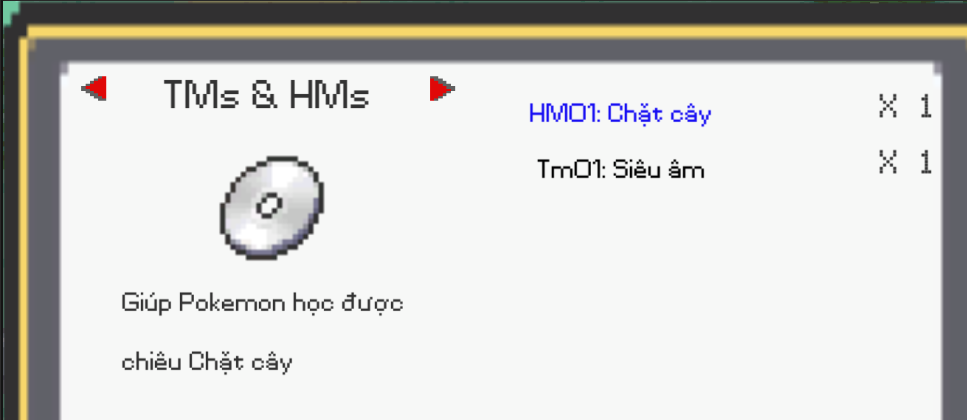 TMs & HMs
HM01: Chặt cây X 1
Tm01: Siêu âm X 1
Giúp Pokemon học được
chiêu Chặt cây